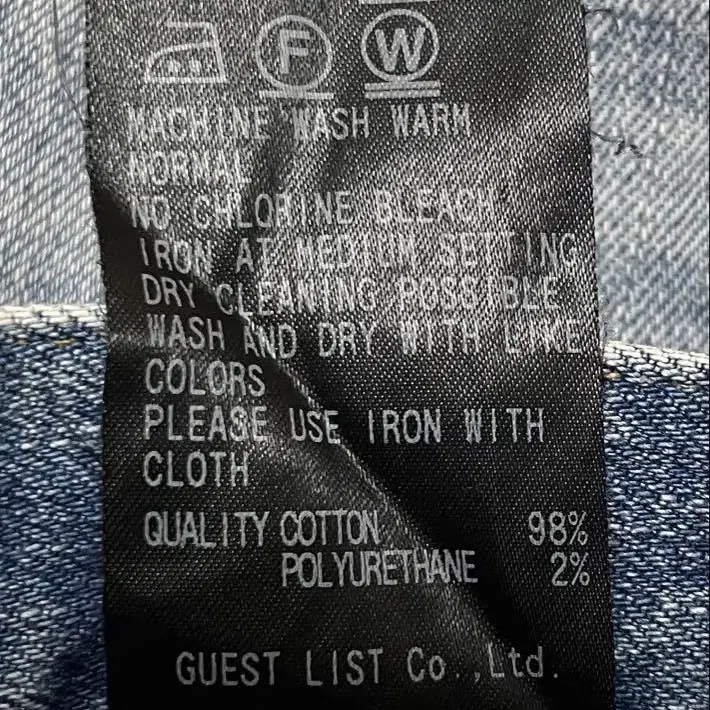 F W
MACHINE WASH WARM
NORMAL
NO CHLORINE BLEACH
IRON AT MEDIUM SETTING
DRY CLEANING POSSIBLE
WASH AND DRY WITH LIKE
COLORS
PLEASE USE IRON WITH
CLOTH
QUALITY COTTON 98%
POLYURETHANE 2%
GUEST LIST Co.,Ltd.